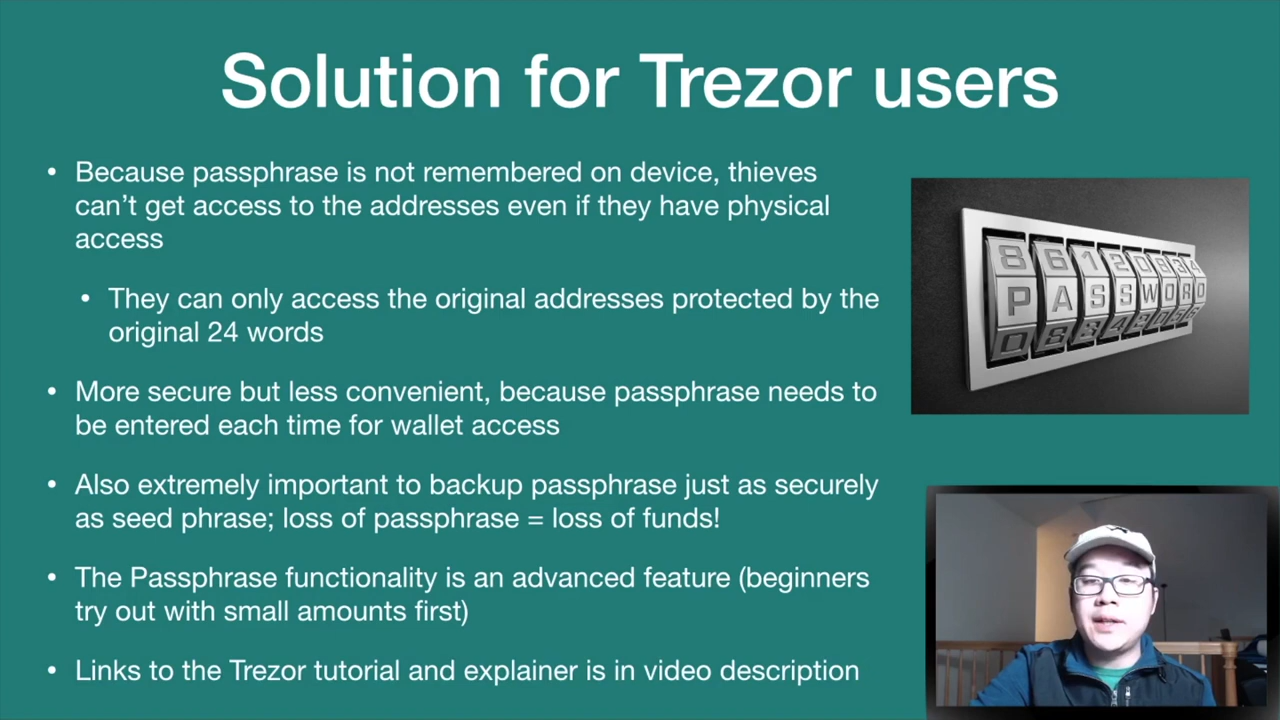 Solution for Trezor users
• Because passphrase is not remembered on device, thieves
can’t get access to the addresses even if they have physical
access
• They can only access the original addresses protected by the
original 24 words
• More secure but less convenient, because passphrase needs to
be entered each time for wallet access
• Also extremely important to backup passphrase just as securely
as seed phrase; loss of passphrase = loss of funds!
• The Passphrase functionality is an advanced feature (beginners
try out with small amounts first)
• Links to the Trezor tutorial and explainer is in video description
86120834
PASSWORD